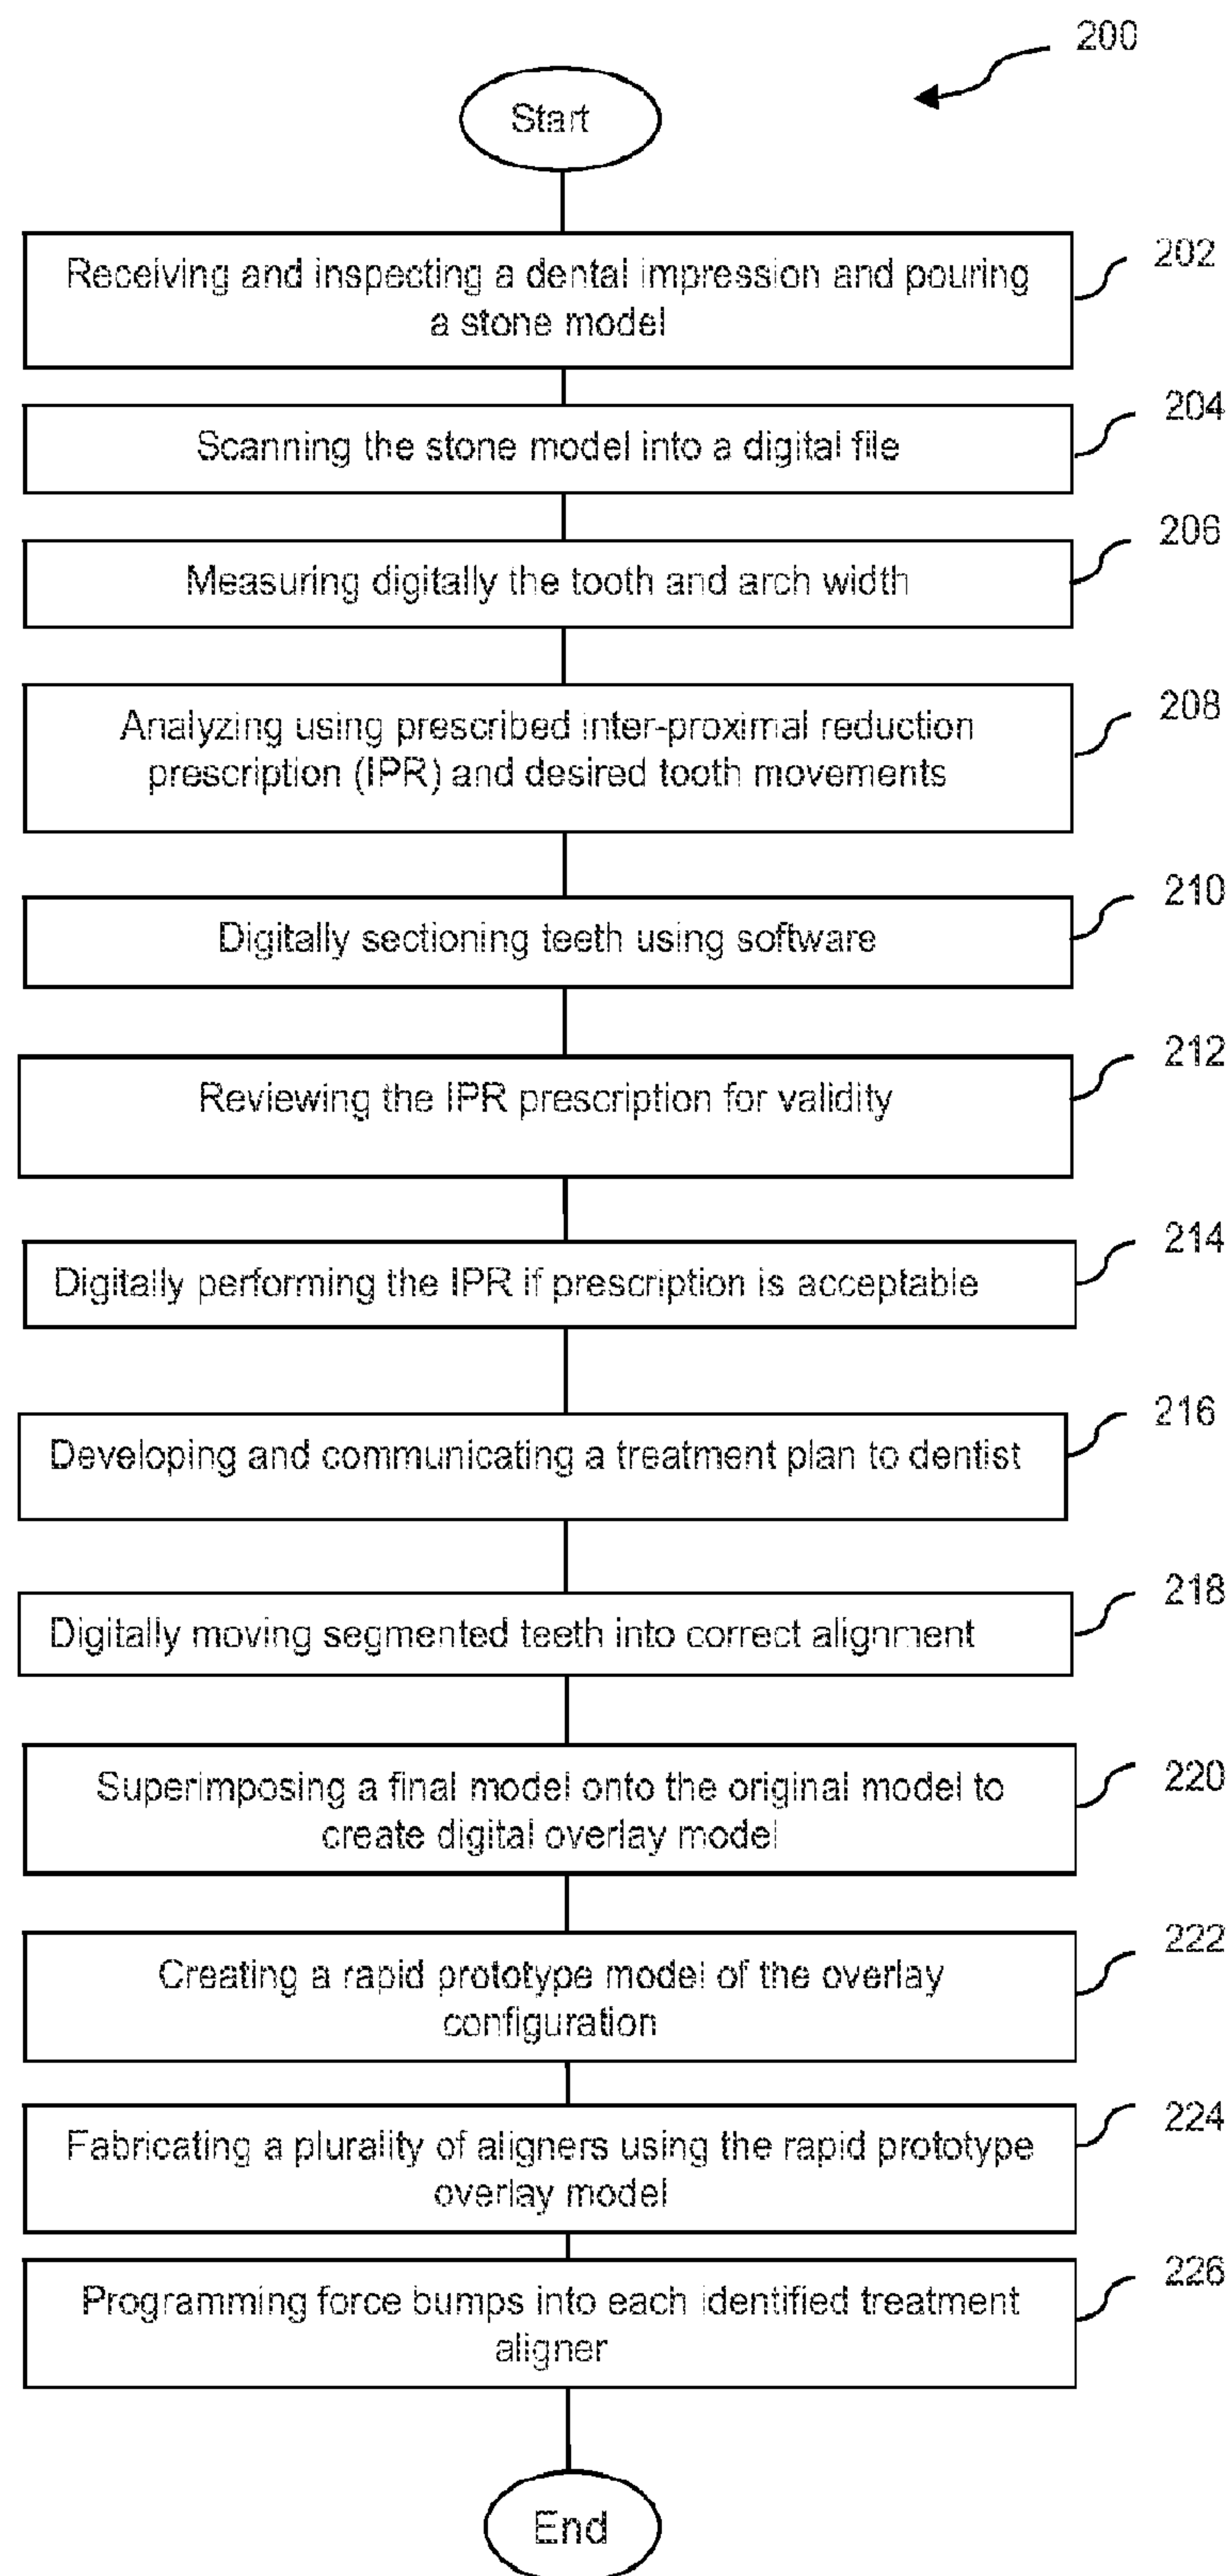 200
Start
Receiving and inspecting a dental impression and pouring
a stone model
202
Scanning the stone model into a digital file
204
Measuring digitally the tooth and arch width
206
Analyzing using prescribed inter-proximal reduction
prescription (IPR) and desired tooth movements
208
Digitally sectioning teeth using software
210
Reviewing the IPR prescription for validity
212
Digitally performing the IPR if prescription is acceptable
214
Developing and communicating a treatment plan to dentist
216
Digitally moving segmented teeth into correct alignment
218
Superimposing a final model onto the original model to
create digital overlay model
220
Creating a rapid prototype model of the overlay
configuration
222
Fabricating a plurality of aligners using the rapid prototype
overlay model
224
Programming force bumps into each identified treatment
aligner
226
End